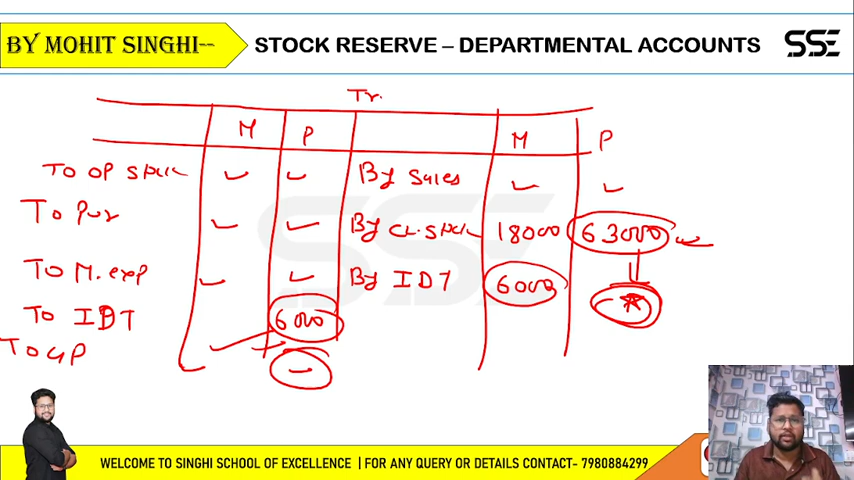 BY MOHIT SINGHI--
STOCK RESERVE – DEPARTMENTAL ACCOUNTS
SSE
Tr.
M P M P
To OP Stock By Sales
To Pur By CL. Stock 18000 63000
To M. exp By IDT 6000
To IDT 6000
To GP
WELCOME TO SINGHI SCHOOL OF EXCELLENCE | FOR ANY QUERY OR DETAILS CONTACT- 7980884299